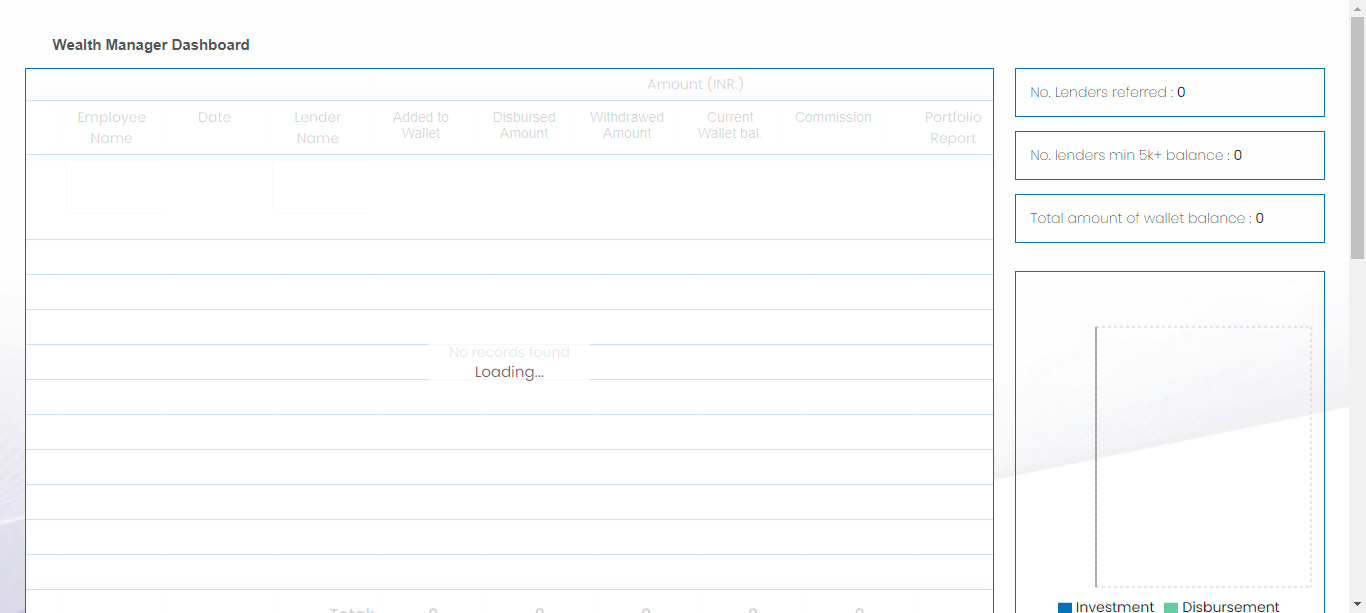 Wealth Manager Dashboard
Amount (INR.)
Employee Name
Date
Lender Name
Added to Wallet
Disbursed Amount
Withdrawed Amount
Current Wallet bal.
Commission
Portfolio Report
No records found
Loading...
Total: 0 0 0 0 0
No. Lenders referred : 0
No. lenders min 5k+ balance : 0
Total amount of wallet balance : 0
Investment Disbursement